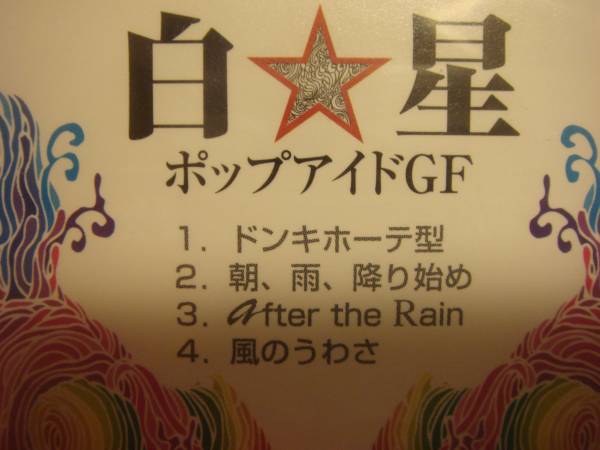 白☆星
ポップアイドGF
1. ドンキホーテ型
2. 朝、雨、降り始め
3. after the Rain
4. 風のうわさ